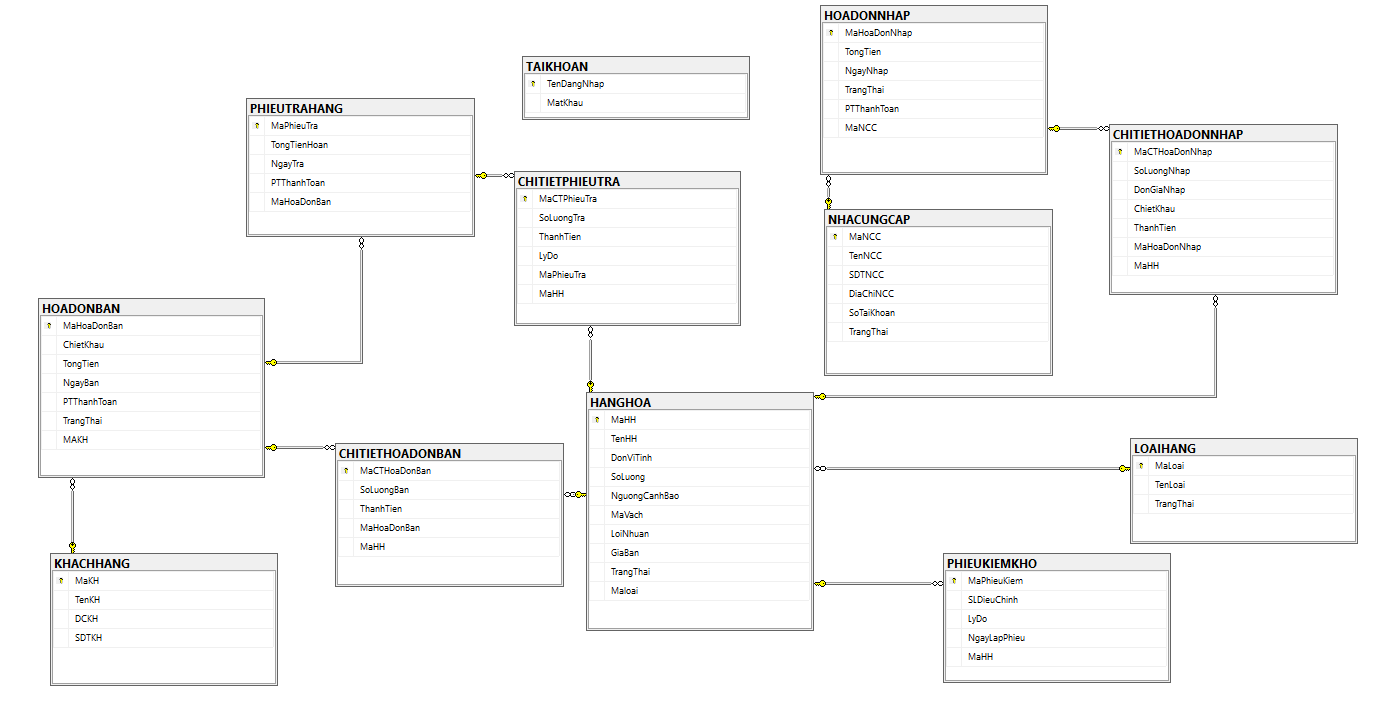 HOADONNHAP
MaHoaDonNhap
TongTien
NgayNhap
TrangThai
PTThanhToan
MaNCC
TAIKHOAN
TenDangNhap
MatKhau
PHIEUTRAHANG
MaPhieuTra
TongTienHoan
NgayTra
PTThanhToan
MaHoaDonBan
CHITIETHOADONNHAP
MaCTHoaDonNhap
SoLuongNhap
DonGiaNhap
ChietKhau
ThanhTien
MaHoaDonNhap
MaHH
CHITIETPHIEUTRA
MaCTPhieuTra
SoLuongTra
ThanhTien
LyDo
MaPhieuTra
MaHH
NHACUNGCAP
MaNCC
TenNCC
SDTNCC
DiaChiNCC
SoTaiKhoan
TrangThai
HOADONBAN
MaHoaDonBan
ChietKhau
TongTien
NgayBan
PTThanhToan
TrangThai
MAKH
HANGHOA
MaHH
TenHH
DonViTinh
SoLuong
NguongCanhBao
MaVach
LoiNhuan
GiaBan
TrangThai
Maloai
CHITIETHOADONBAN
MaCTHoaDonBan
SoLuongBan
ThanhTien
MaHoaDonBan
MaHH
LOAIHANG
MaLoai
TenLoai
TrangThai
KHACHHANG
MaKH
TenKH
DCKH
SDTKH
PHIEUKIEMKHO
MaPhieuKiem
SLDieuChinh
LyDo
NgayLapPhieu
MaHH